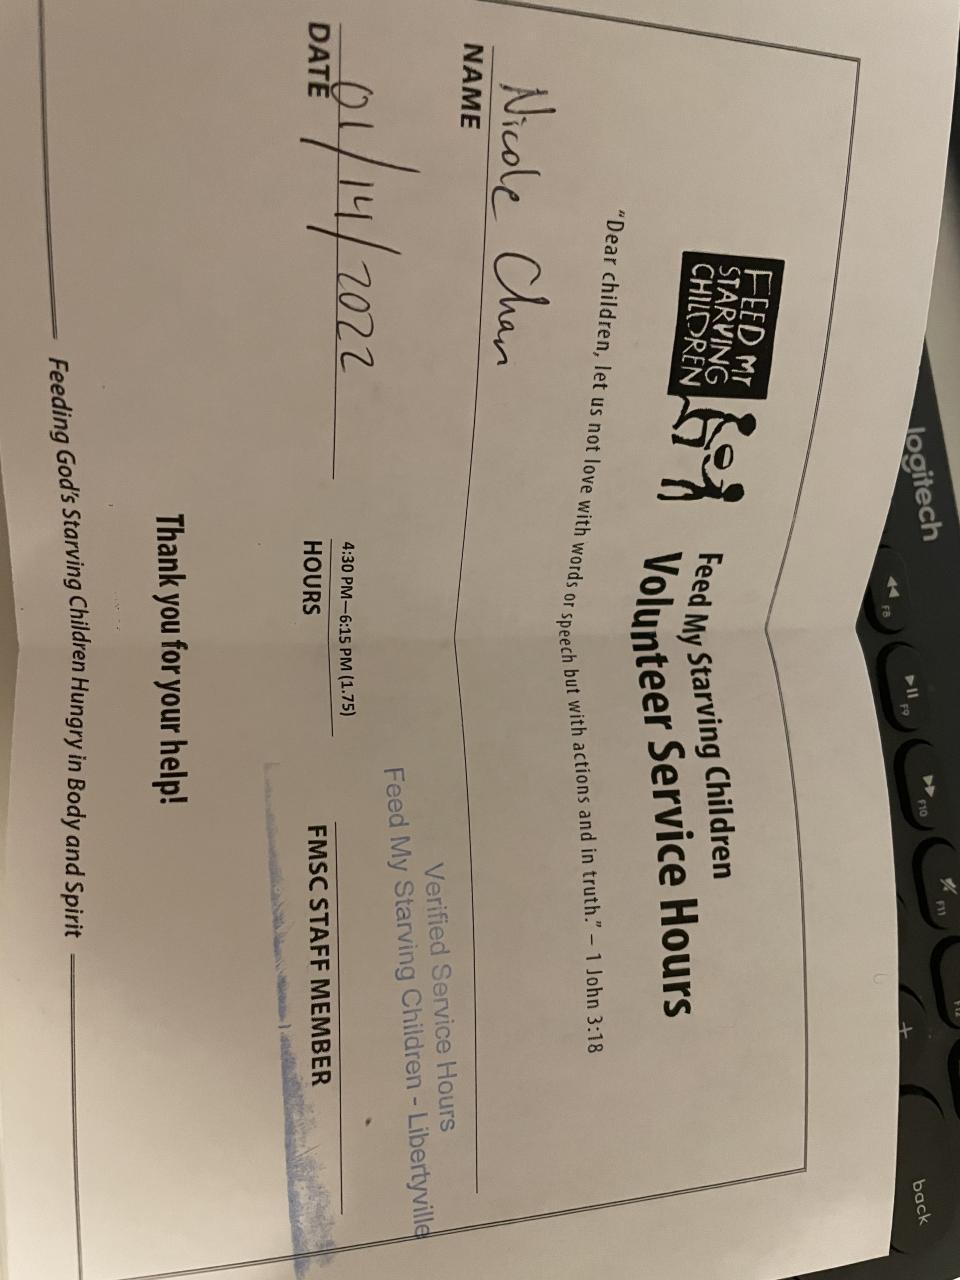 FEED MY
STARVING
CHILDREN
Feed My Starving Children
Volunteer Service Hours
"Dear children, let us not love with words or speech but with actions and in truth." – 1 John 3:18
Nicole Chan
NAME
Verified Service Hours
Feed My Starving Children - Libertyville
01/14/2022
4:30 PM—6:15 PM (1.75)
DATE
HOURS
FMSC STAFF MEMBER
Thank you for your help!
Feeding God's Starving Children Hungry in Body and Spirit
logitech
F8
F9
F10
F11
F12
+
back